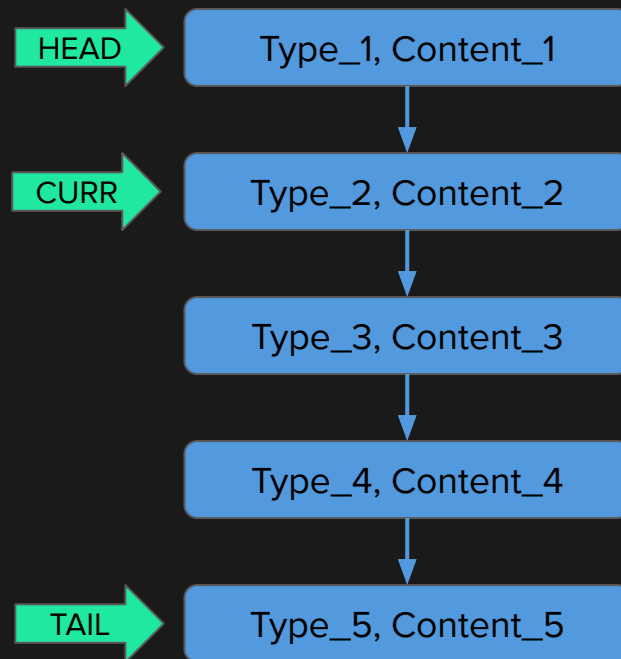 HEAD
Type_1, Content_1
CURR
Type_2, Content_2
Type_3, Content_3
Type_4, Content_4
TAIL
Type_5, Content_5